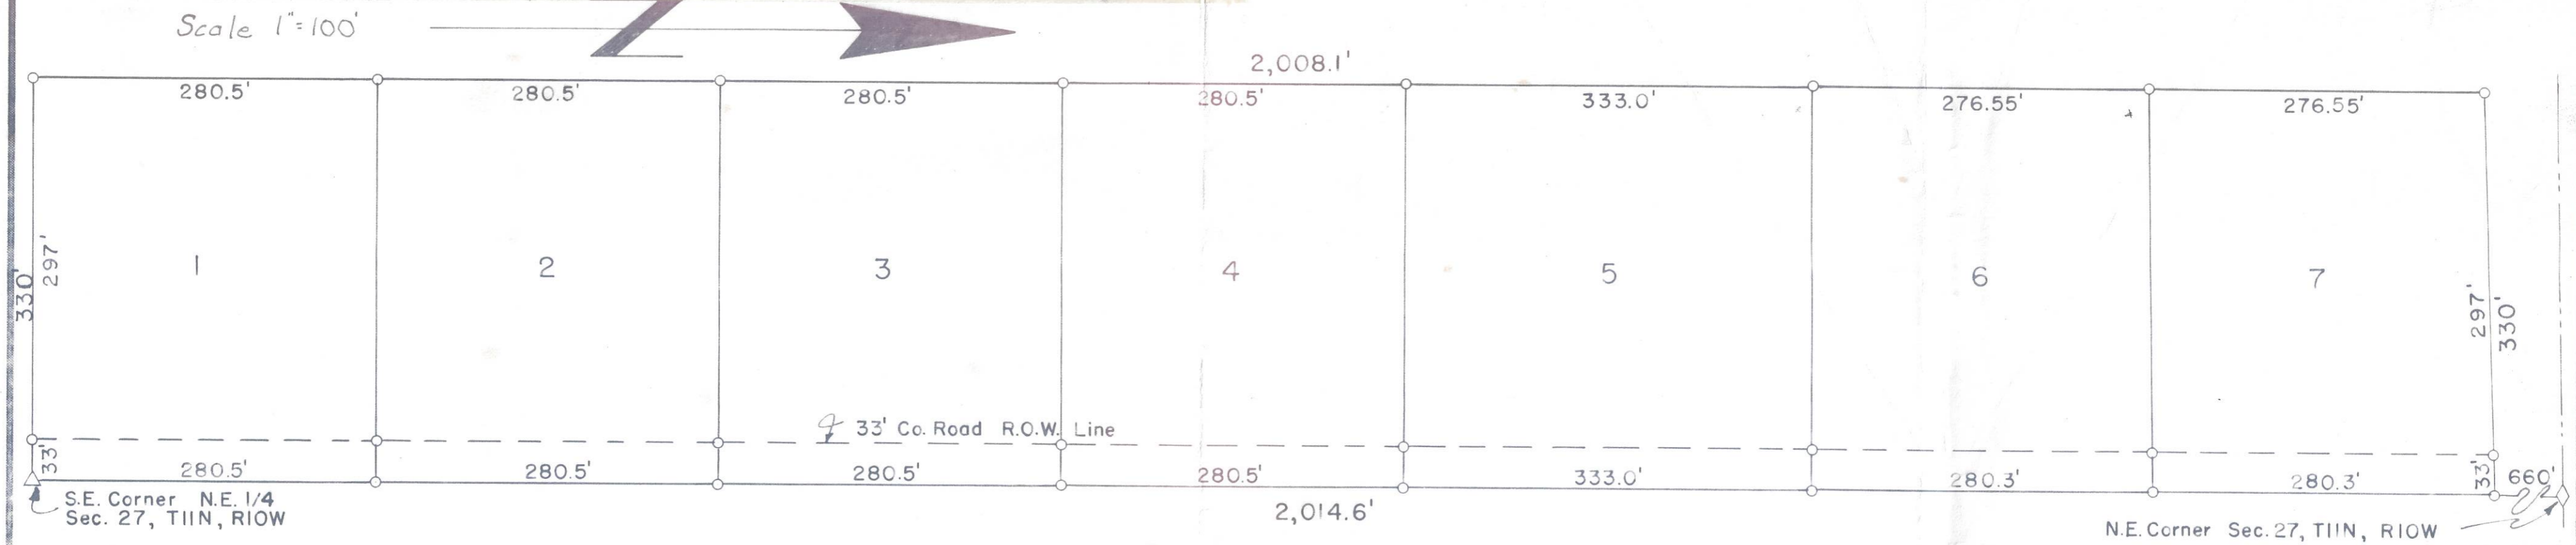 Scale 1"=100'
2,008.1'
280.5' 280.5' 280.5' 280.5' 333.0' 276.55' 276.55'
330' 297' 1 2 3 4 5 6 7 297' 330'
33' Co. Road R.O.W. Line
33' 280.5' 280.5' 280.5' 280.5' 333.0' 280.3' 280.3' 33' 660'
S.E. Corner N.E. 1/4
Sec. 27, T11N, R10W
2,014.6'
N.E. Corner Sec. 27, T11N, R10W